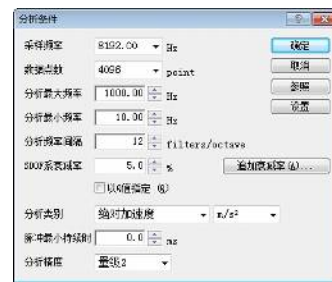 分析条件
采样频率 8192.00 Hz 确定
数据点数 4096 point 取消
分析最大频率 1000.00 Hz 参照
分析最小频率 10.00 Hz 设置
分析频率间隔 12 filters/octave
SDOF系衰减率 5.0 % 追加衰减率(A)...
以Q值指定(Q)
分析类别 绝对加速度 m/s²
脉冲最小持续时 0.0 ms
分析精度 量级2